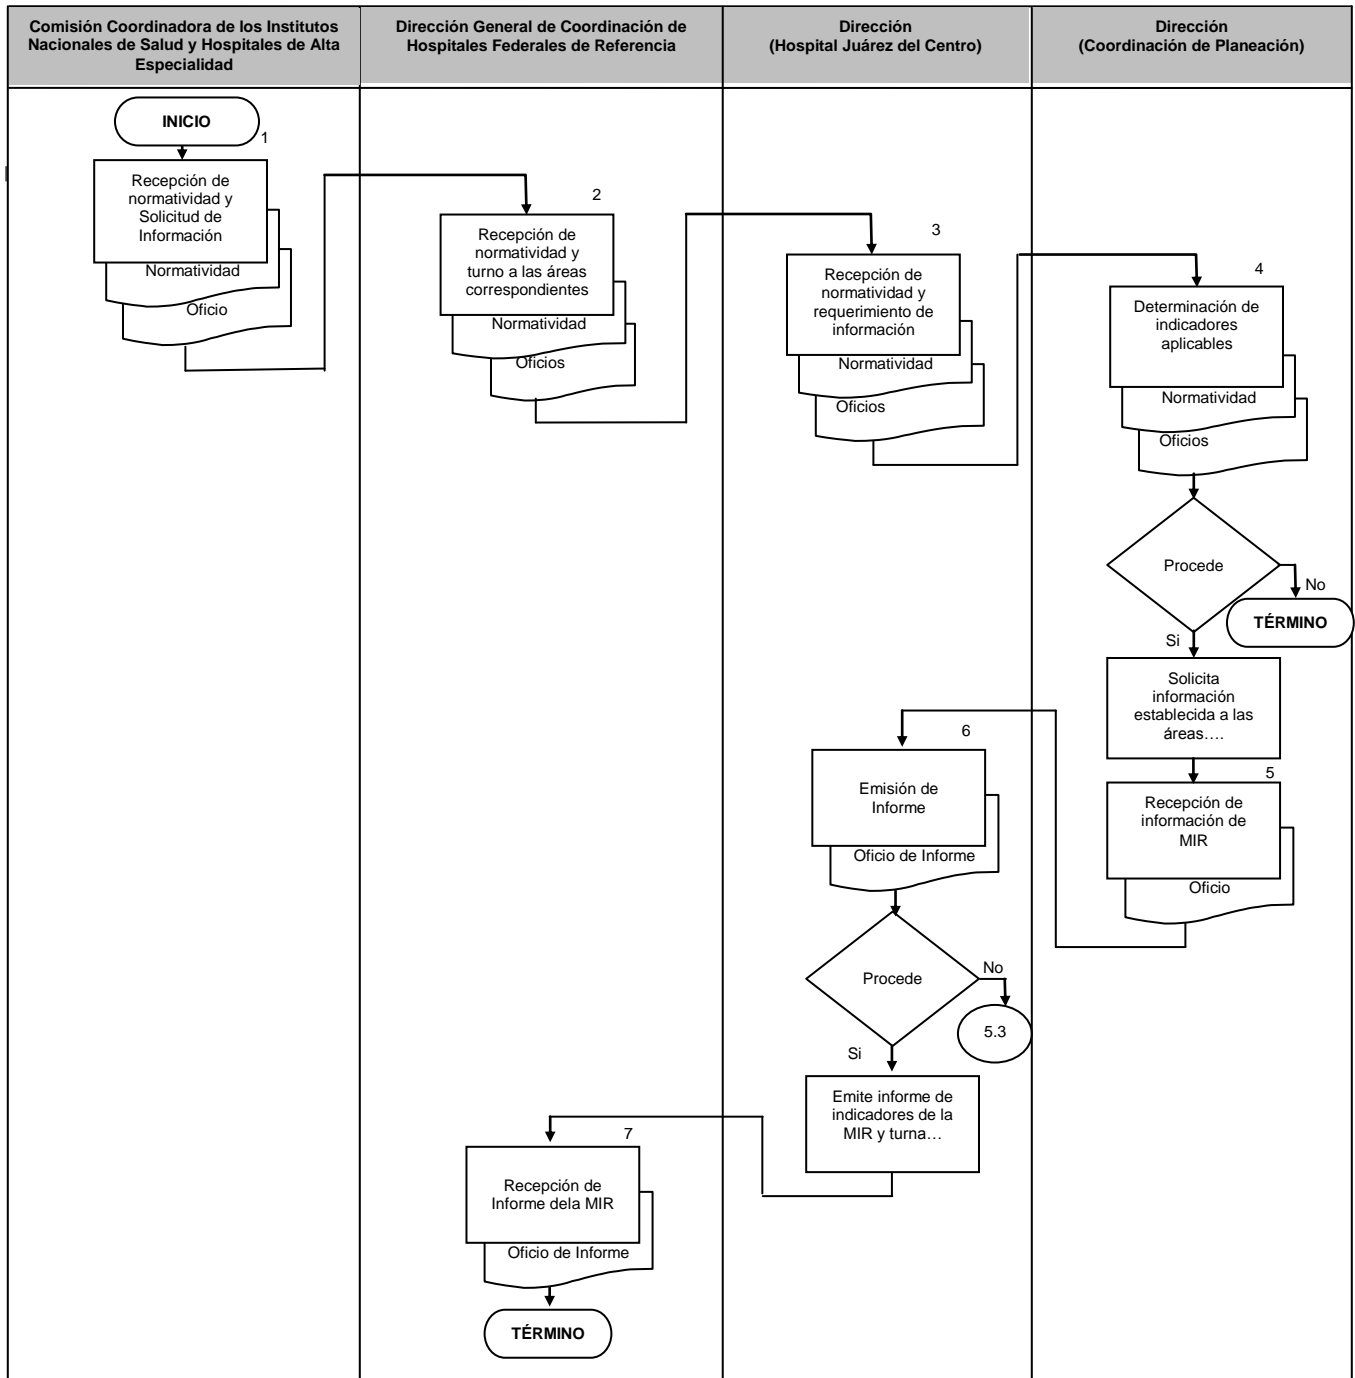 Comisión Coordinadora de los Institutos
Nacionales de Salud y Hospitales de Alta
Especialidad
Dirección General de Coordinación de
Hospitales Federales de Referencia
Dirección
(Hospital Juárez del Centro)
Dirección
(Coordinación de Planeación)
INICIO
1
Recepción de
normatividad y
Solicitud de
Información
Normatividad
Oficio
2
Recepción de
normatividad y
turno a las áreas
correspondientes
Normatividad
Oficios
3
Recepción de
normatividad y
requerimiento de
información
Normatividad
Oficios
4
Determinación de
indicadores
aplicables
Normatividad
Oficios
Procede
No
TÉRMINO
Si
Solicita
información
establecida a las
áreas….
5
Recepción de
información de
MIR
Oficio
6
Emisión de
Informe
Oficio de Informe
Procede
No
5.3
Si
Emite informe de
indicadores de la
MIR y turna…
7
Recepción de
Informe dela MIR
Oficio de Informe
TÉRMINO